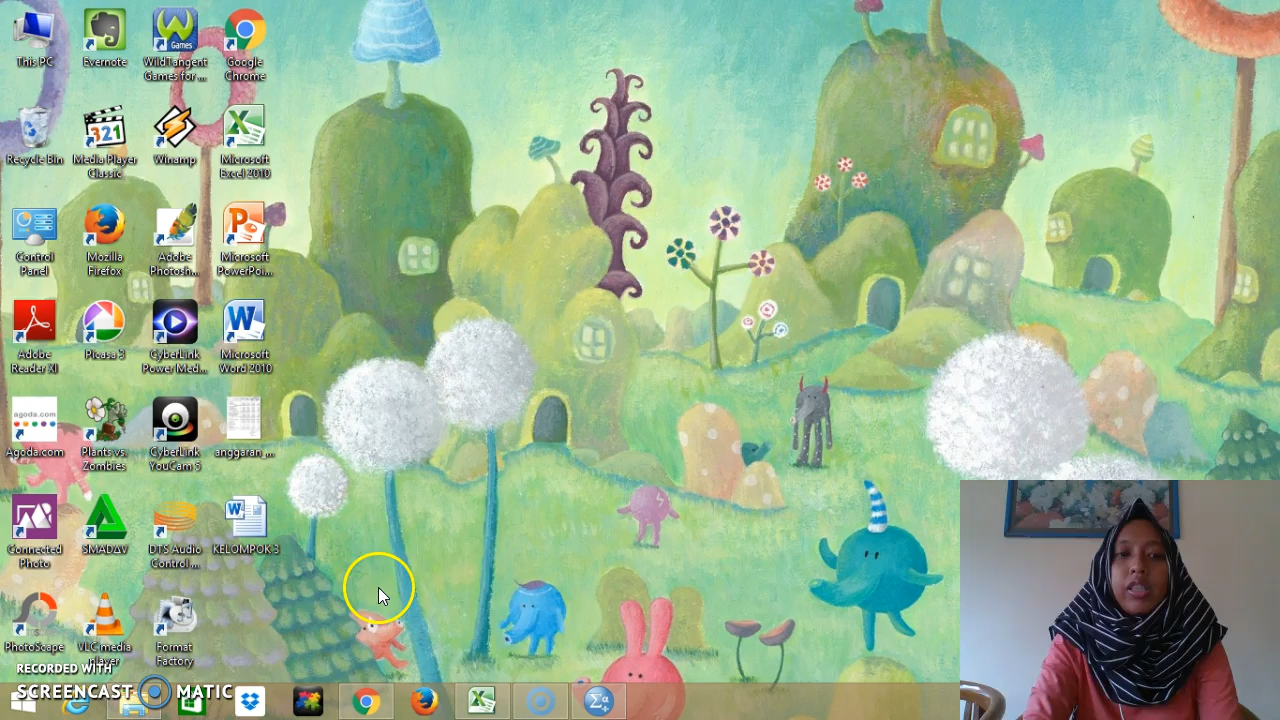 This PC
Evernote
WildTangent
Games for ...
Google
Chrome
Recycle Bin
Media Player
Classic
Winamp
Microsoft
Excel 2010
Control
Panel
Mozilla
Firefox
Adobe
Photosh...
Microsoft
PowerPoi...
Adobe
Reader XI
Picasa 3
CyberLink
Power Med...
Microsoft
Word 2010
agoda.com
Agoda.com
Plants vs.
Zombies
CyberLink
YouCam 5
anggaran_...
Connected
Photo
SMADΔV
DTS Audio
Control ...
KELOMPOK 3
PhotoScape
VLC media
player
Format
Factory
RECORDED WITH
SCREENCAST MATIC